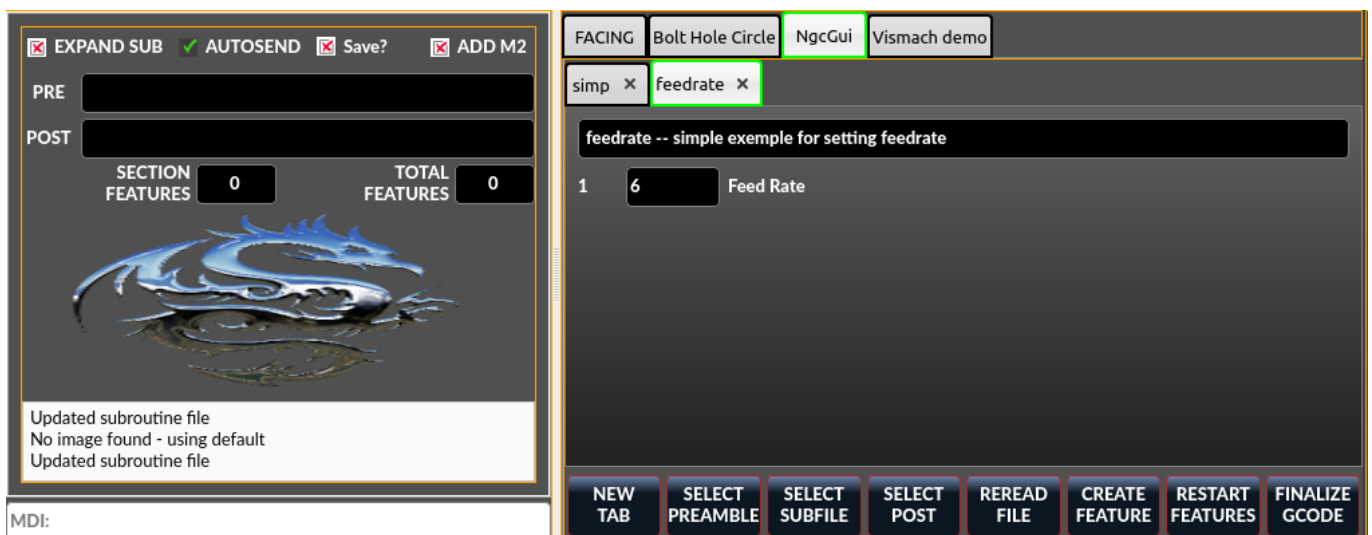 EXPAND SUB AUTOSEND Save? ADD M2
PRE
POST
SECTION
FEATURES
0
TOTAL
FEATURES
0
Updated subroutine file
No image found - using default
Updated subroutine file
MDI:
FACING Bolt Hole Circle NgcGui Vismach demo
simp × feedrate ×
feedrate -- simple exemple for setting feedrate
1 6 Feed Rate
NEW
TAB
SELECT
PREAMBLE
SELECT
SUBFILE
SELECT
POST
REREAD
FILE
CREATE
FEATURE
RESTART
FEATURES
FINALIZE
GCODE